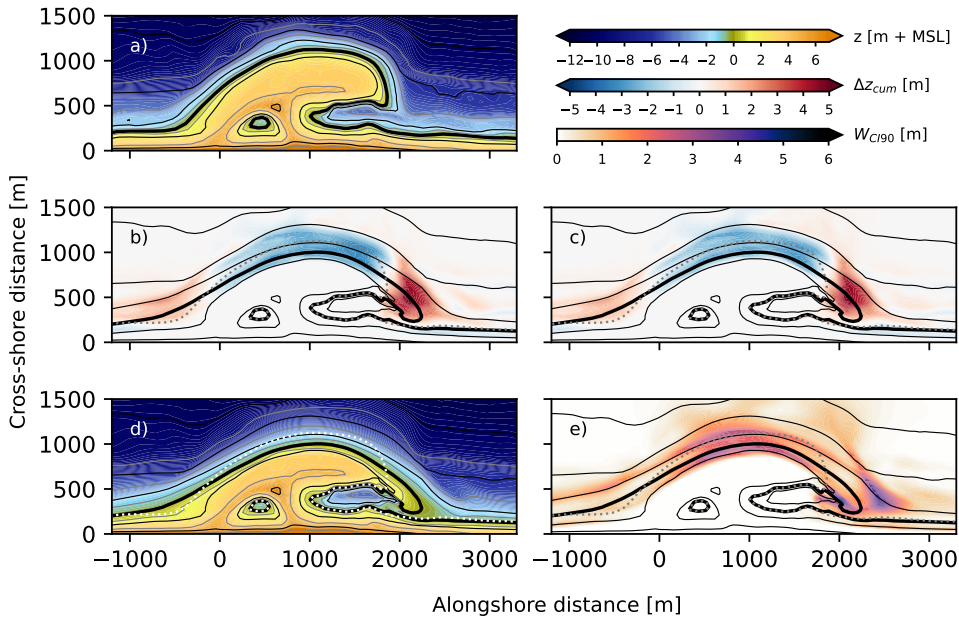 1500
1000
500
0
a)
z [m + MSL]
−12 −10 −8 −6 −4 −2 0 2 4 6
Δz_cum [m]
−5 −4 −3 −2 −1 0 1 2 3 4 5
W_CI90 [m]
0 1 2 3 4 5 6
Cross-shore distance [m]
1500
1000
500
0
b)
c)
1500
1000
500
0
d)
e)
−1000 0 1000 2000 3000
−1000 0 1000 2000 3000
Alongshore distance [m]